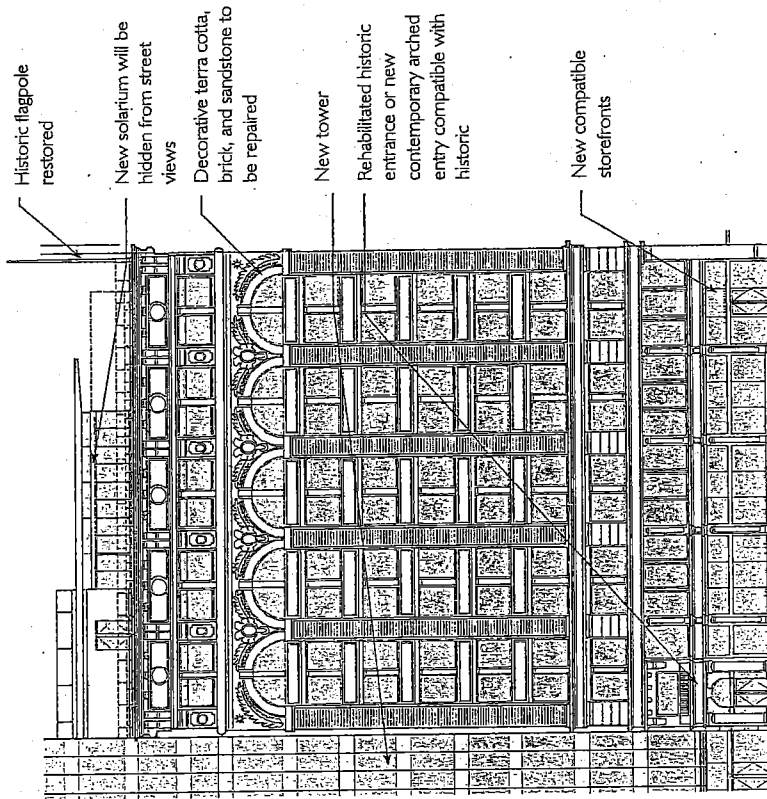 Historic flagpole
restored
New solarium will be
hidden from street
views
Decorative terra cotta,
brick, and sandstone to
be repaired
New tower
Rehabilitated historic
entrance or new
contemporary arched
entry compatible with
historic
New compatible
storefronts